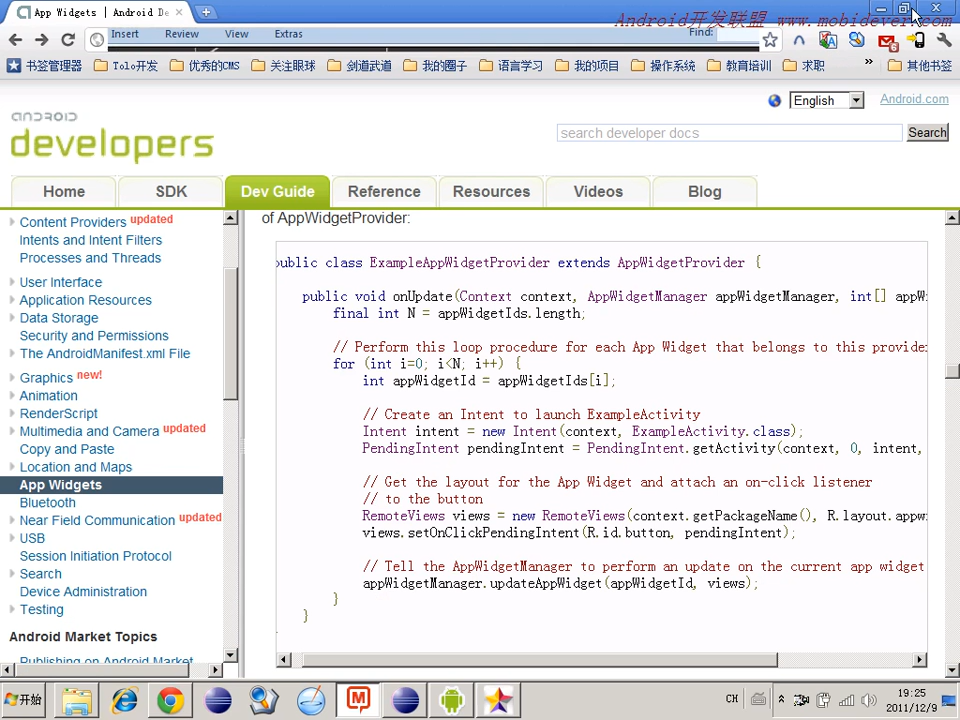 App Widgets | Android De
Android开发联盟 www.mobidever.com
Insert Review View Extras Find:
书签管理器 Tolo开发 优秀的CMS 关注眼球 剑道武道 我的圈子 语言学习 我的项目 操作系统 教育培训 求职 » 其他书签
English Android.com
ANDROID
developers
search developer docs Search
Home SDK Dev Guide Reference Resources Videos Blog
Content Providers updated
Intents and Intent Filters
Processes and Threads
User Interface
Application Resources
Data Storage
Security and Permissions
The AndroidManifest.xml File
Graphics new!
Animation
RenderScript
Multimedia and Camera updated
Copy and Paste
Location and Maps
App Widgets
Bluetooth
Near Field Communication updated
USB
Session Initiation Protocol
Search
Device Administration
Testing
Android Market Topics
Publishing on Android Market
of AppWidgetProvider:
public class ExampleAppWidgetProvider extends AppWidgetProvider {
public void onUpdate(Context context, AppWidgetManager appWidgetManager, int[] appWi
final int N = appWidgetIds.length;
// Perform this loop procedure for each App Widget that belongs to this provider
for (int i=0; i<N; i++) {
int appWidgetId = appWidgetIds[i];
// Create an Intent to launch ExampleActivity
Intent intent = new Intent(context, ExampleActivity.class);
PendingIntent pendingIntent = PendingIntent.getActivity(context, 0, intent,
// Get the layout for the App Widget and attach an on-click listener
// to the button
RemoteViews views = new RemoteViews(context.getPackageName(), R.layout.appw
views.setOnClickPendingIntent(R.id.button, pendingIntent);
// Tell the AppWidgetManager to perform an update on the current app widget
appWidgetManager.updateAppWidget(appWidgetId, views);
}
}
开始
CH
19:25
2011/12/9